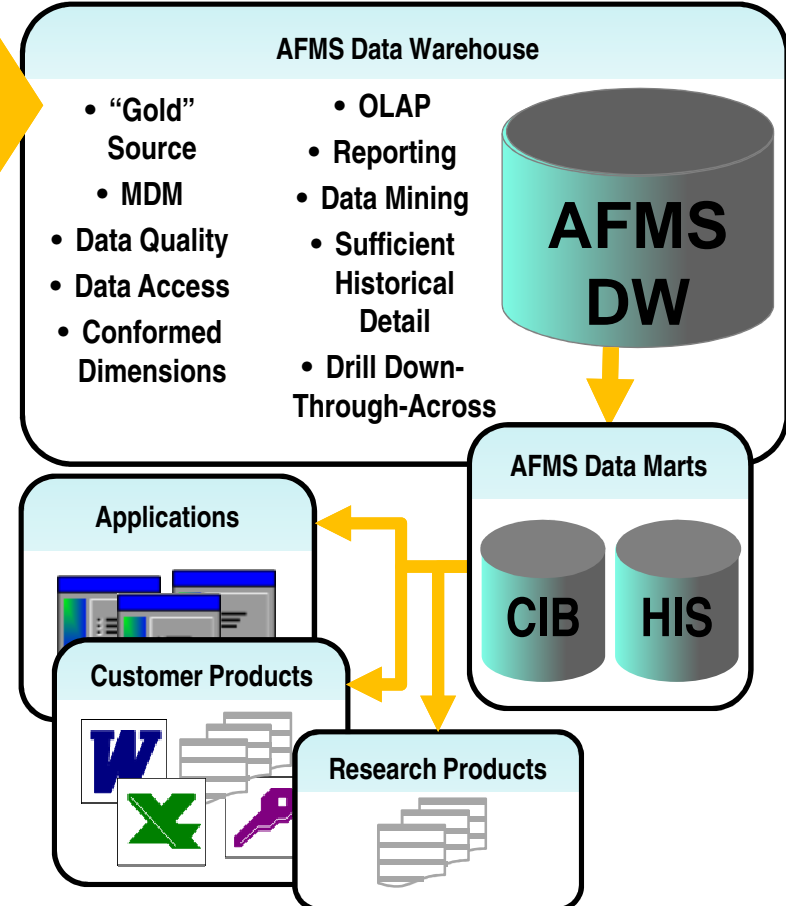 AFMS Data Warehouse
• “Gold”
Source
• MDM
• Data Quality
• Data Access
• Conformed
Dimensions
• OLAP
• Reporting
• Data Mining
• Sufficient
Historical
Detail
• Drill Down-
Through-Across
AFMS
DW
AFMS Data Marts
CIB
HIS
Applications
Customer Products
W
X
Research Products